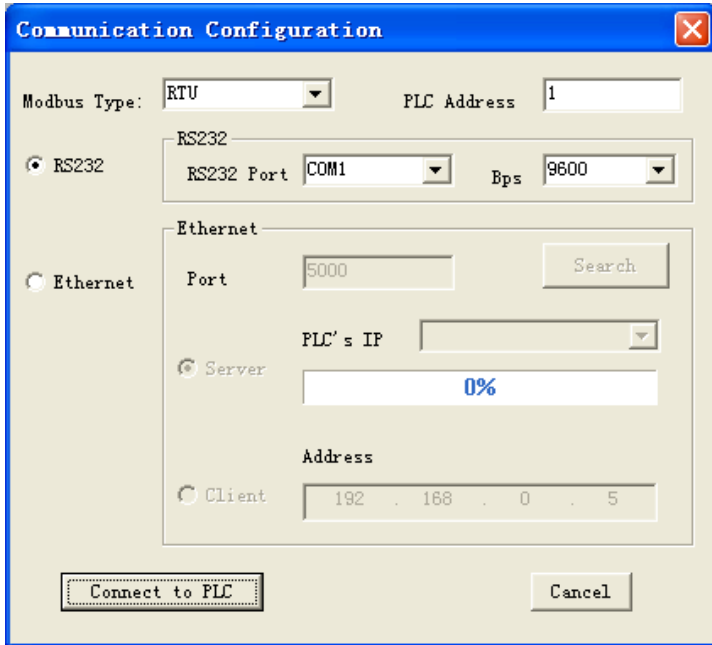 Communication Configuration
Modbus Type: RTU PLC Address 1
RS232
RS232 RS232 Port COM1 Bps 9600
Ethernet
Ethernet Port 5000 Search
PLC's IP
Server
0%
Address
Client 192 . 168 . 0 . 5
Connect to PLC Cancel